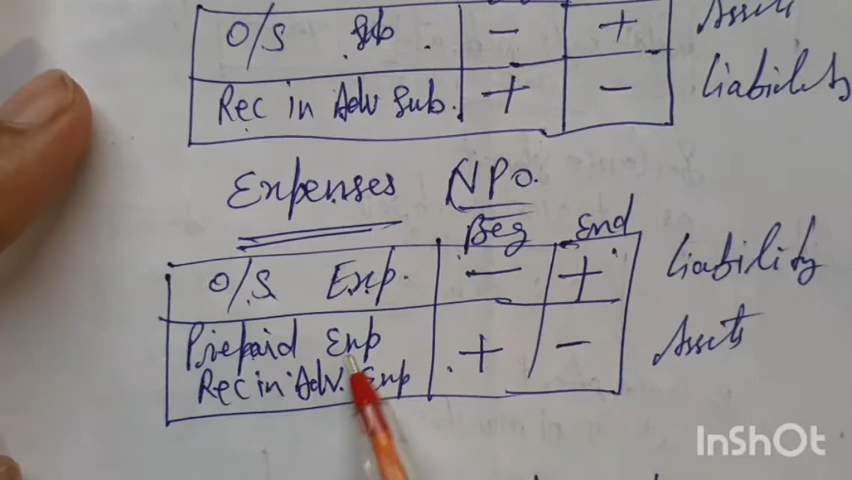 O/S Sub. - + Assets
Rec in Adv Sub. + - Liability
Expenses NPO.
Beg End
O/S Exp. - + Liability
Prepaid Exp + - Assets
Rec in Adv. Exp
InShOt